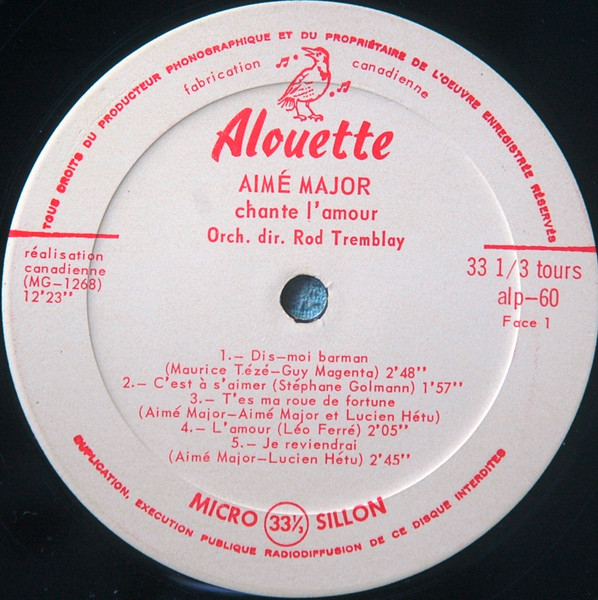 TOUS DROITS DU PRODUCTEUR PHONOGRAPHIQUE ET DU PROPRIÉTAIRE DE L'OEUVRE ENREGISTRÉE RÉSERVÉS
fabrication canadienne
Alouette
AIMÉ MAJOR
chante l'amour
Orch. dir. Rod Tremblay
réalisation
canadienne
(MG-1268)
12'23''
33 1/3 tours
alp-60
Face 1
1.- Dis-moi barman
(Maurice Tézé-Guy Magenta) 2'48''
2.- C'est à s'aimer (Stéphane Golmann) 1'57''
3.- T'es ma roue de fortune
(Aimé Major-Aimé Major et Lucien Hétu)
4.- L'amour (Léo Ferré) 2'05''
5.- Je reviendrai
(Aimé Major-Lucien Hétu) 2'45''
MICRO 33⅓ SILLON
DUPLICATION, EXECUTION PUBLIQUE RADIODIFFUSION DE CE DISQUE INTERDITES